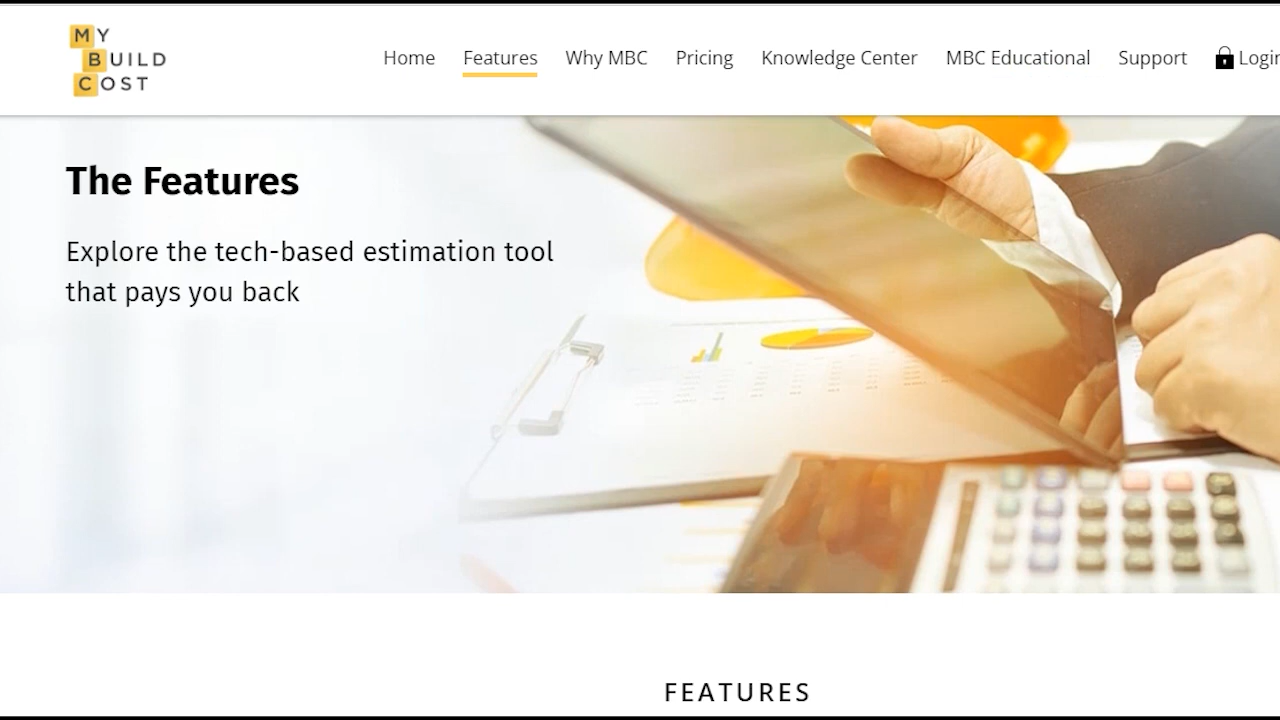 MY
BUILD
COST
Home Features Why MBC Pricing Knowledge Center MBC Educational Support Login
The Features
Explore the tech-based estimation tool
that pays you back
FEATURES